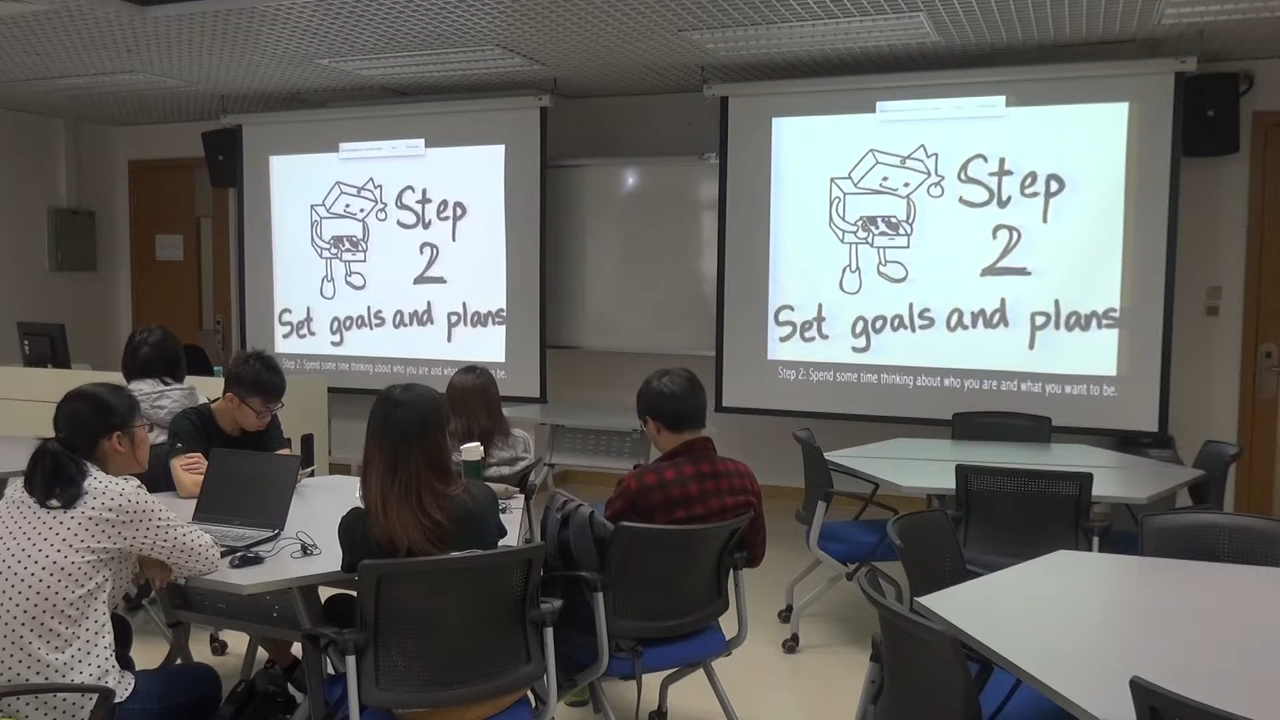 Step
2
Set goals and plans
Step 2: Spend some time thinking about who you are and what you want to be.
Step
2
Set goals and plans
Step 2: Spend some time thinking about who you are and what you want to be.